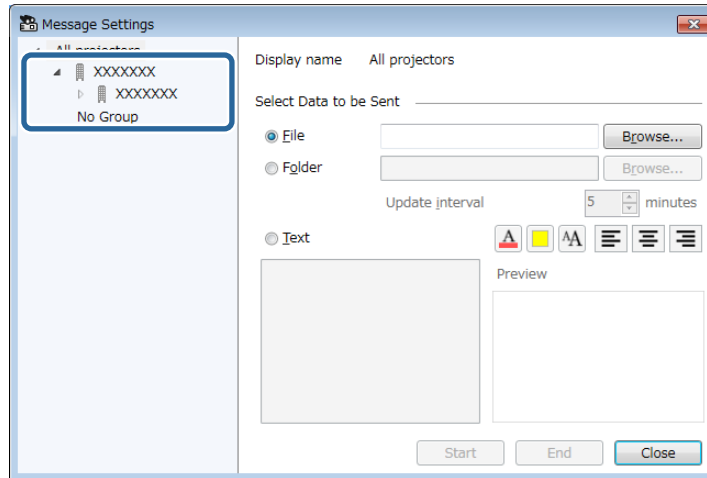 Message Settings
All projectors
XXXXXXX
XXXXXXX
No Group
Display name All projectors
Select Data to be Sent
File Browse...
Folder Browse...
Update interval 5 minutes
Text A AA
Preview
Start End Close